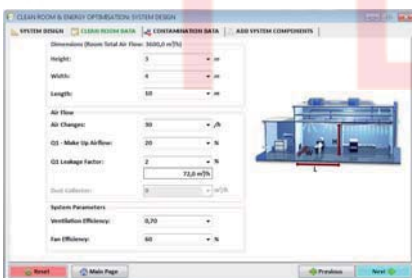 CLEAN ROOM & ENERGY OPTIMISATION: SYSTEM DESIGN
SYSTEM DESIGN CLEAN ROOM DATA CONTAMINATION DATA ADD SYSTEM COMPONENTS
Dimensions (Room Total Air Flow: 3600,0 m³/h)
Height: 3 m
Width: 4 m
Length: 10 m
Air Flow
Air Changes: 30 /h
Q1 - Make Up Airflow: 20 %
Q2 Leakage Factor: 2 %
72,0 m³/h
Dust Collector: 0 m³/h
System Parameters
Ventilation Efficiency: 0,70
Fan Efficiency: 60 %
L
Reset Main Page Previous Next